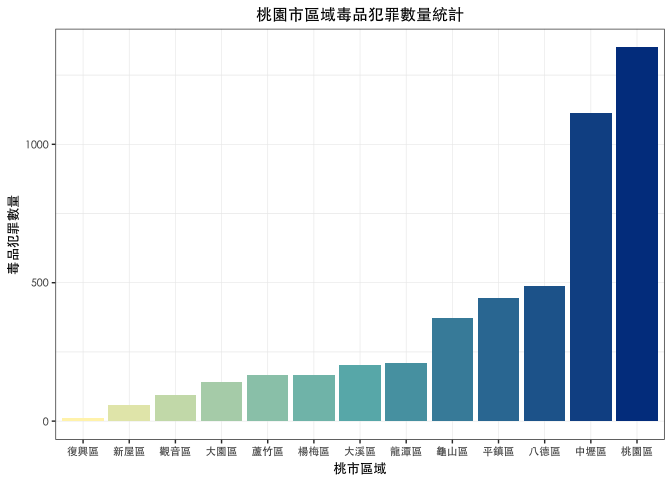 桃園市區域毒品犯罪數量統計
毒品犯罪數量
1000
500
0
復興區 新屋區 觀音區 大園區 蘆竹區 楊梅區 大溪區 龍潭區 龜山區 平鎮區 八德區 中壢區 桃園區
桃市區域